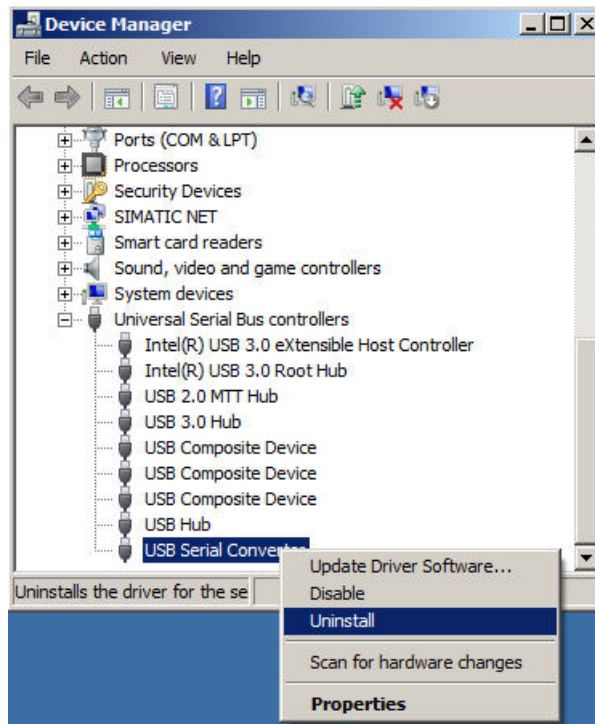 Device Manager
File Action View Help
Ports (COM & LPT)
Processors
Security Devices
SIMATIC NET
Smart card readers
Sound, video and game controllers
System devices
Universal Serial Bus controllers
Intel(R) USB 3.0 eXtensible Host Controller
Intel(R) USB 3.0 Root Hub
USB 2.0 MTT Hub
USB 3.0 Hub
USB Composite Device
USB Composite Device
USB Composite Device
USB Hub
USB Serial Converter
Update Driver Software...
Disable
Uninstall
Scan for hardware changes
Properties
Uninstalls the driver for the se